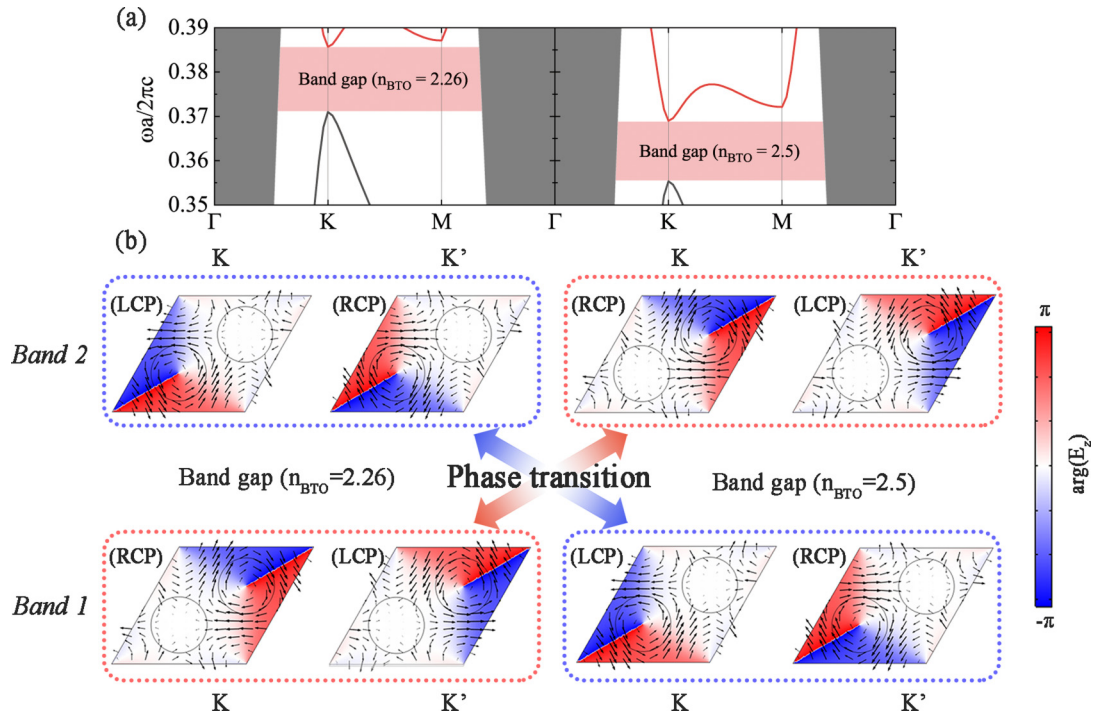 (a)
0.39
0.38
0.37
0.36
0.35
ωa/2πc
Band gap (n_BTO = 2.26)
Band gap (n_BTO = 2.5)
Γ K M Γ K M Γ
(b)
K K' K K'
(LCP) (RCP) (RCP) (LCP)
Band 2
Band gap (n_BTO=2.26) Phase transition Band gap (n_BTO=2.5)
(RCP) (LCP) (LCP) (RCP)
Band 1
K K' K K'
π
arg(E_z)
-π